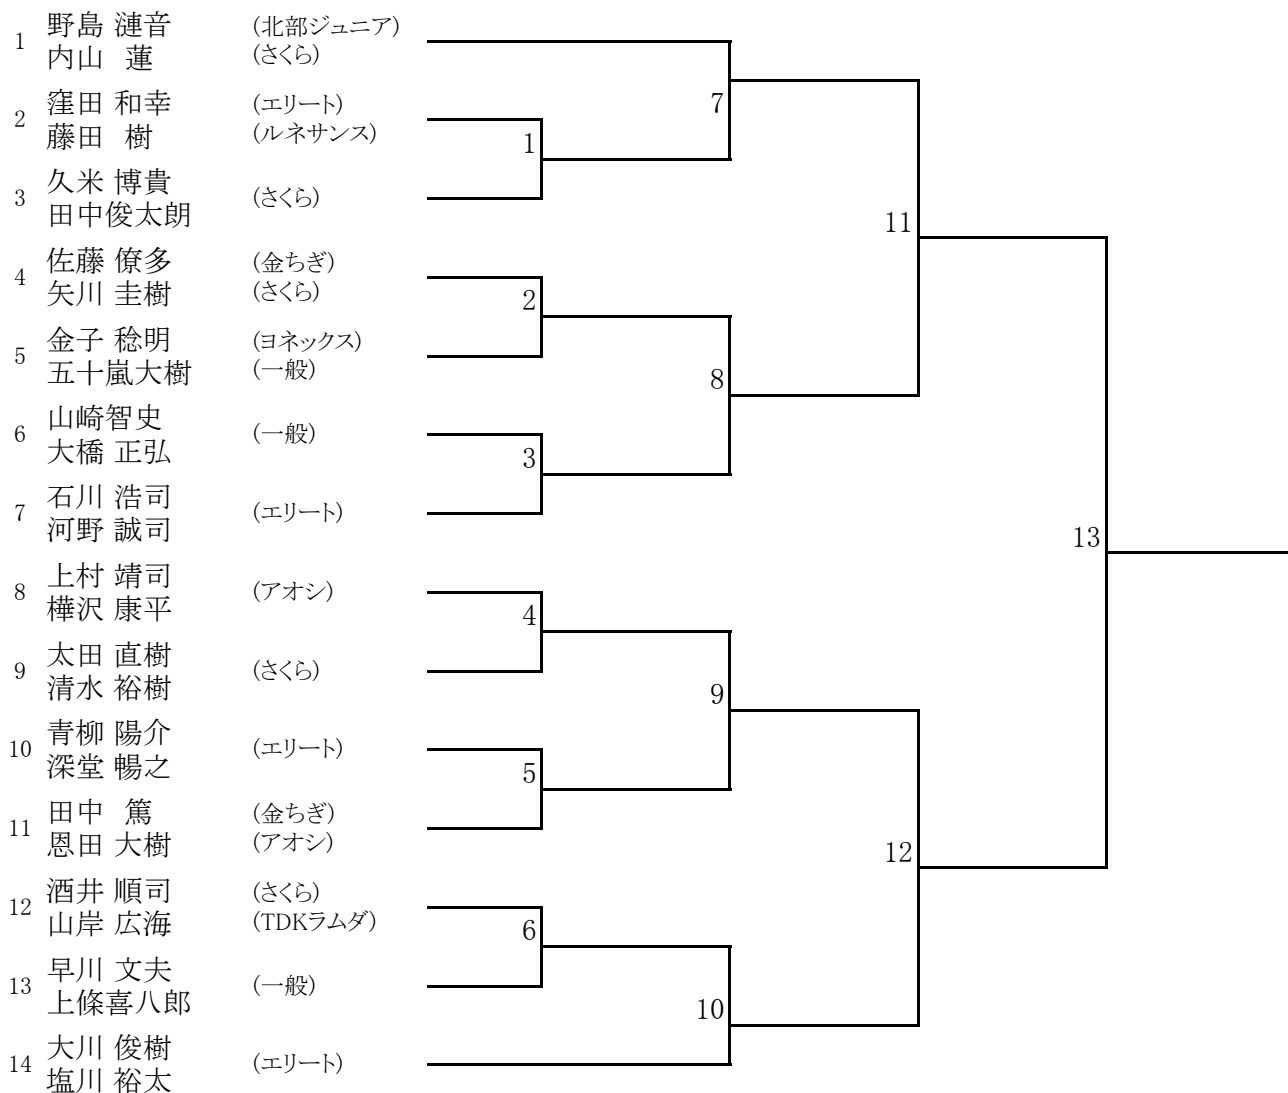 1 野島 漣音 (北部ジュニア)
内山 蓮 (さくら)
2 窪田 和幸 (エリート)
藤田 樹 (ルネサンス)
3 久米 博貴 (さくら)
田中俊太朗
4 佐藤 僚多 (金ちぎ)
矢川 圭樹 (さくら)
5 金子 稔明 (ヨネックス)
五十嵐大樹 (一般)
6 山崎智史 (一般)
大橋 正弘
7 石川 浩司 (エリート)
河野 誠司
8 上村 靖司 (アオシ)
樺沢 康平
9 太田 直樹 (さくら)
清水 裕樹
10 青柳 陽介 (エリート)
深堂 暢之
11 田中 篤 (金ちぎ)
恩田 大樹 (アオシ)
12 酒井 順司 (さくら)
山岸 広海 (TDKラムダ)
13 早川 文夫 (一般)
上條喜八郎
14 大川 俊樹 (エリート)
塩川 裕太
1
2
3
4
5
6
7
8
9
10
11
12
13